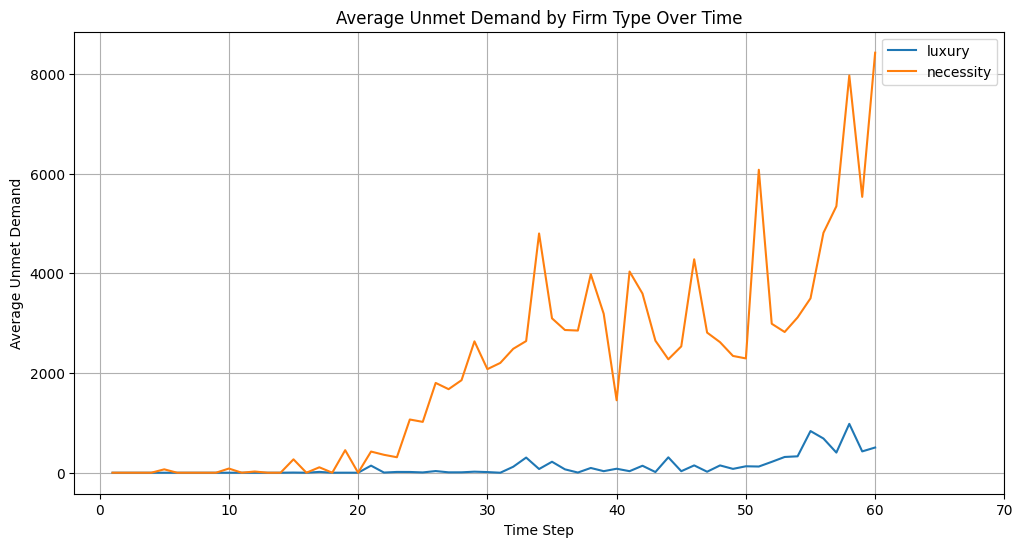 Average Unmet Demand by Firm Type Over Time
luxury
necessity
Average Unmet Demand
8000
6000
4000
2000
0
0 10 20 30 40 50 60 70
Time Step